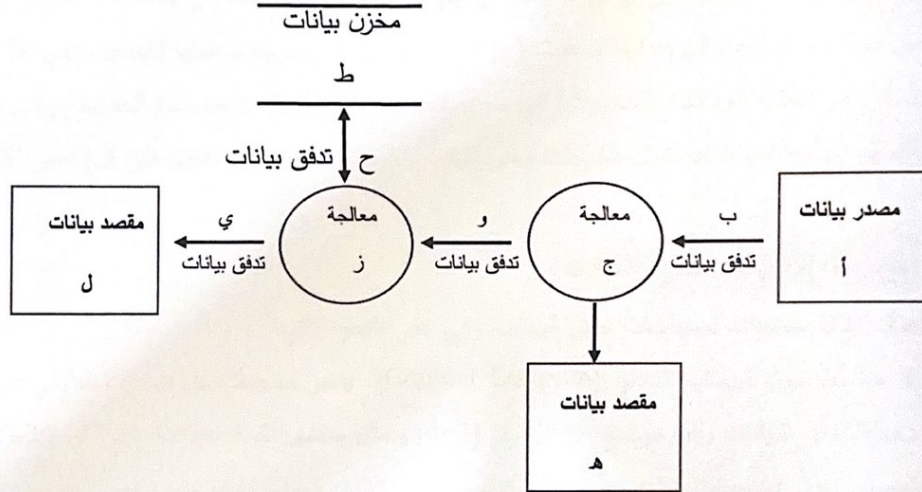 مخزن بيانات
ط
تدفق بيانات
ح
مصدر بيانات
أ
ب
تدفق بيانات
معالجة
ج
و
تدفق بيانات
معالجة
ز
ي
تدفق بيانات
مقصد بيانات
ل
مقصد بيانات
هـ